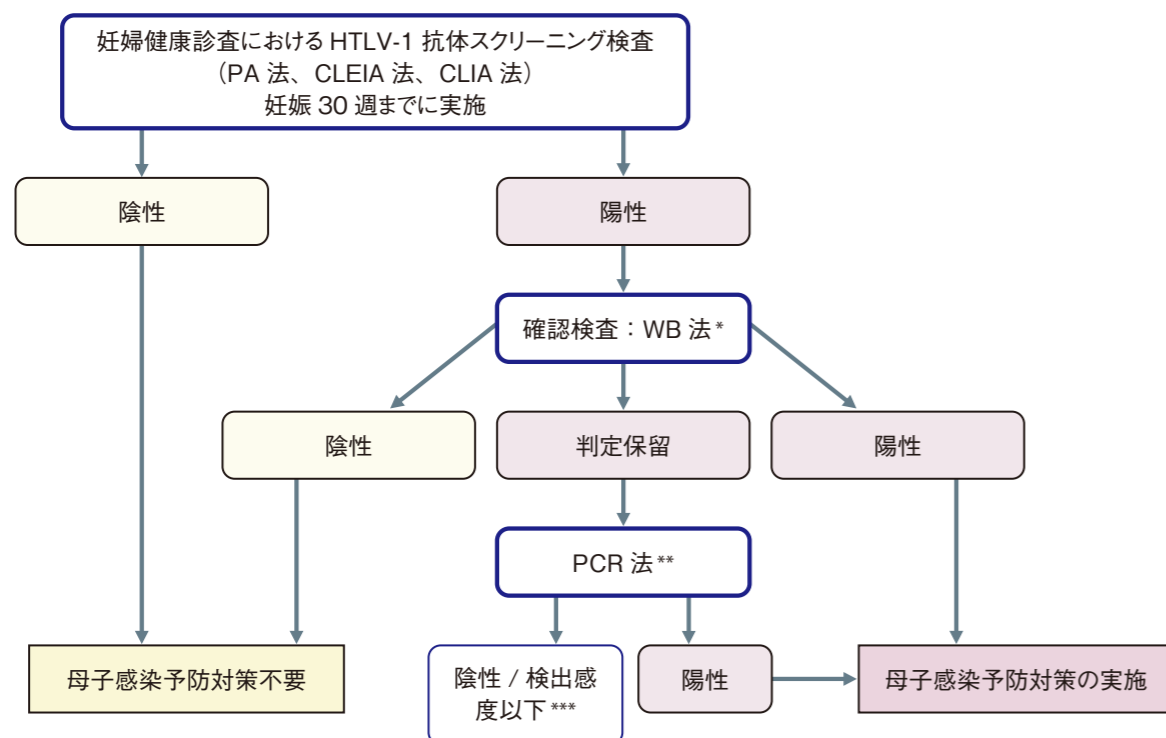 妊婦健康診査における HTLV-1 抗体スクリーニング検査
（PA 法、CLEIA 法、CLIA 法）
妊娠 30 週までに実施
陰性
陽性
確認検査：WB 法*
陰性
判定保留
陽性
PCR 法**
母子感染予防対策不要
陰性 / 検出感
度以下***
陽性
母子感染予防対策の実施